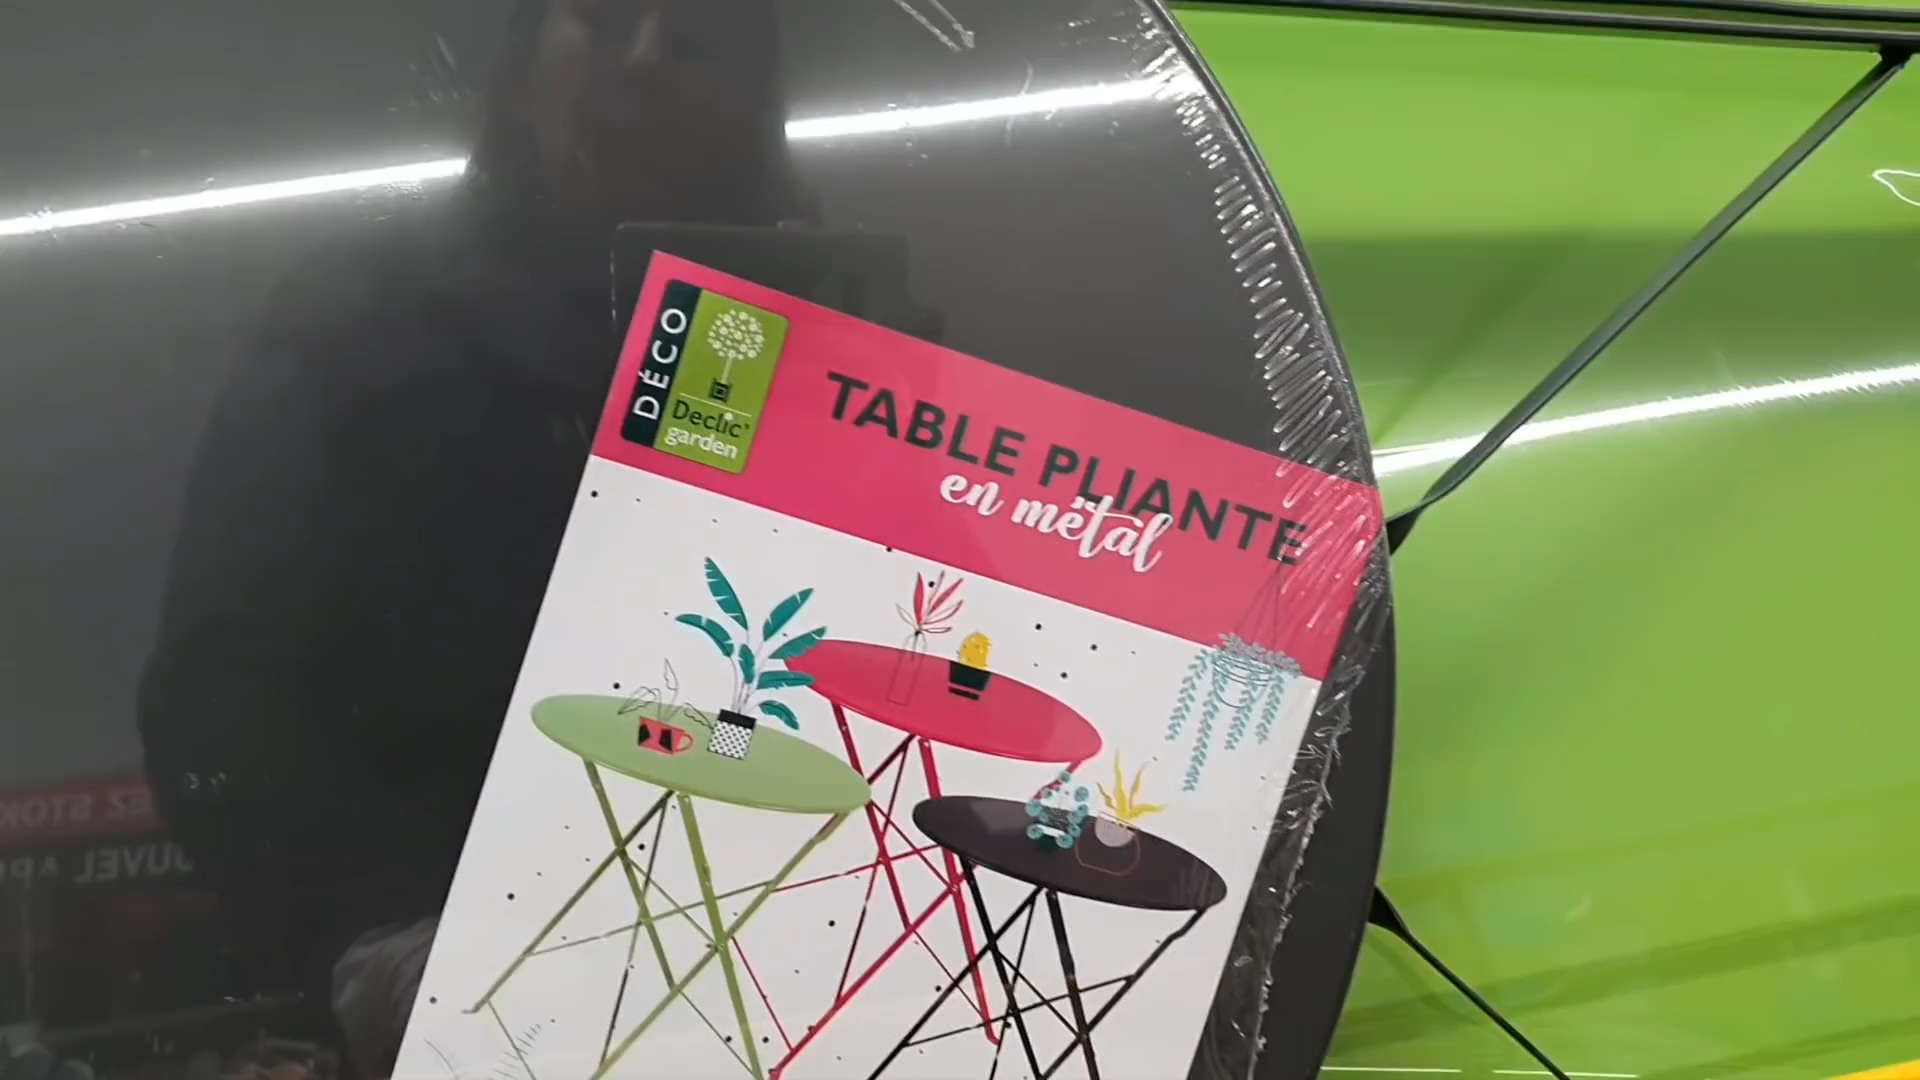 DÉCO
Declic'
garden
TABLE PLIANTE
en métal